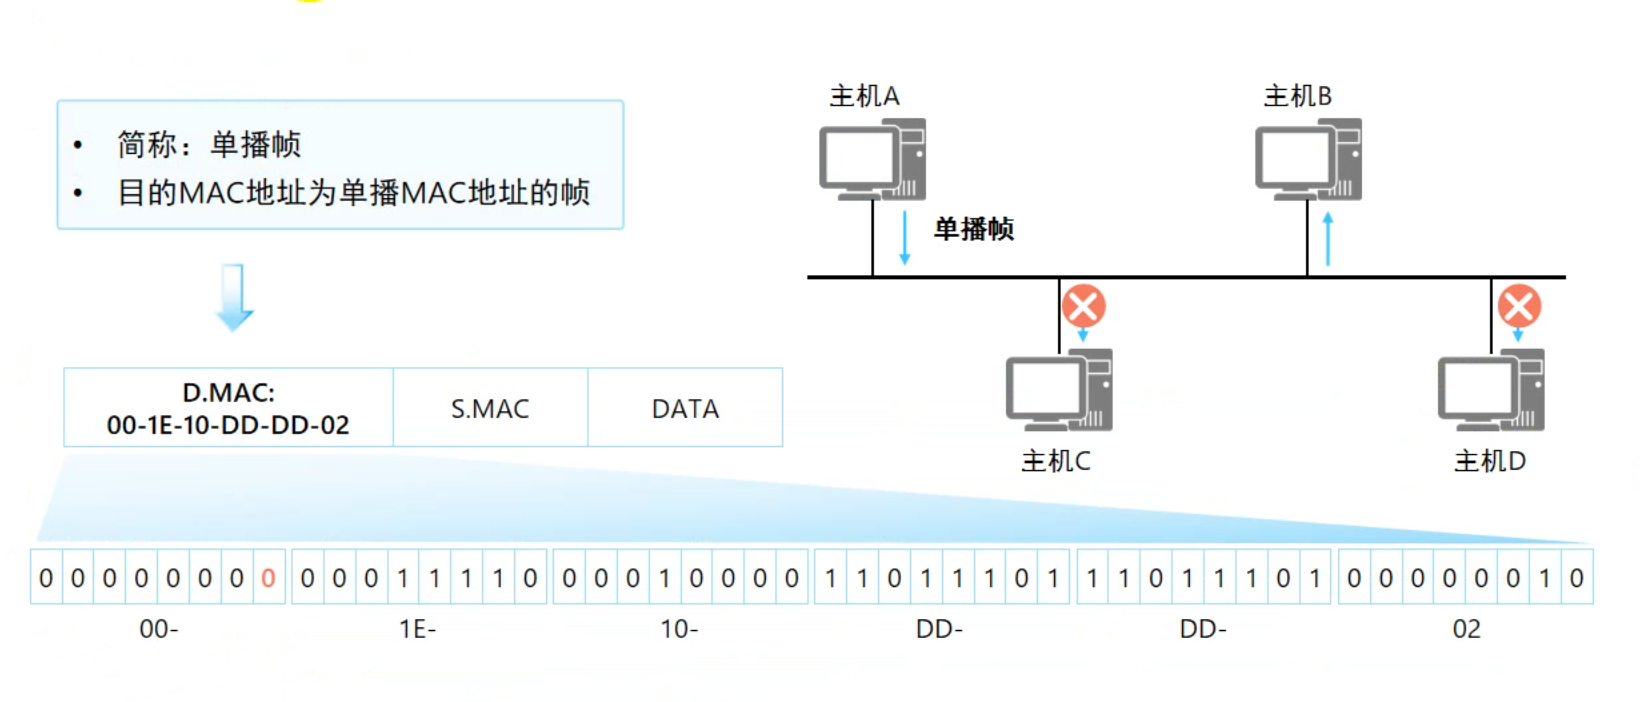 • 简称：单播帧
• 目的MAC地址为单播MAC地址的帧
主机A
主机B
单播帧
主机C
主机D
D.MAC:
00-1E-10-DD-DD-02
S.MAC
DATA
0 0 0 0 0 0 0 0 0 0 0 1 1 1 1 0 0 0 0 1 0 0 0 0 1 1 0 1 1 1 0 1 1 1 0 1 1 1 0 1 0 0 0 0 0 0 1 0
00- 1E- 10- DD- DD- 02